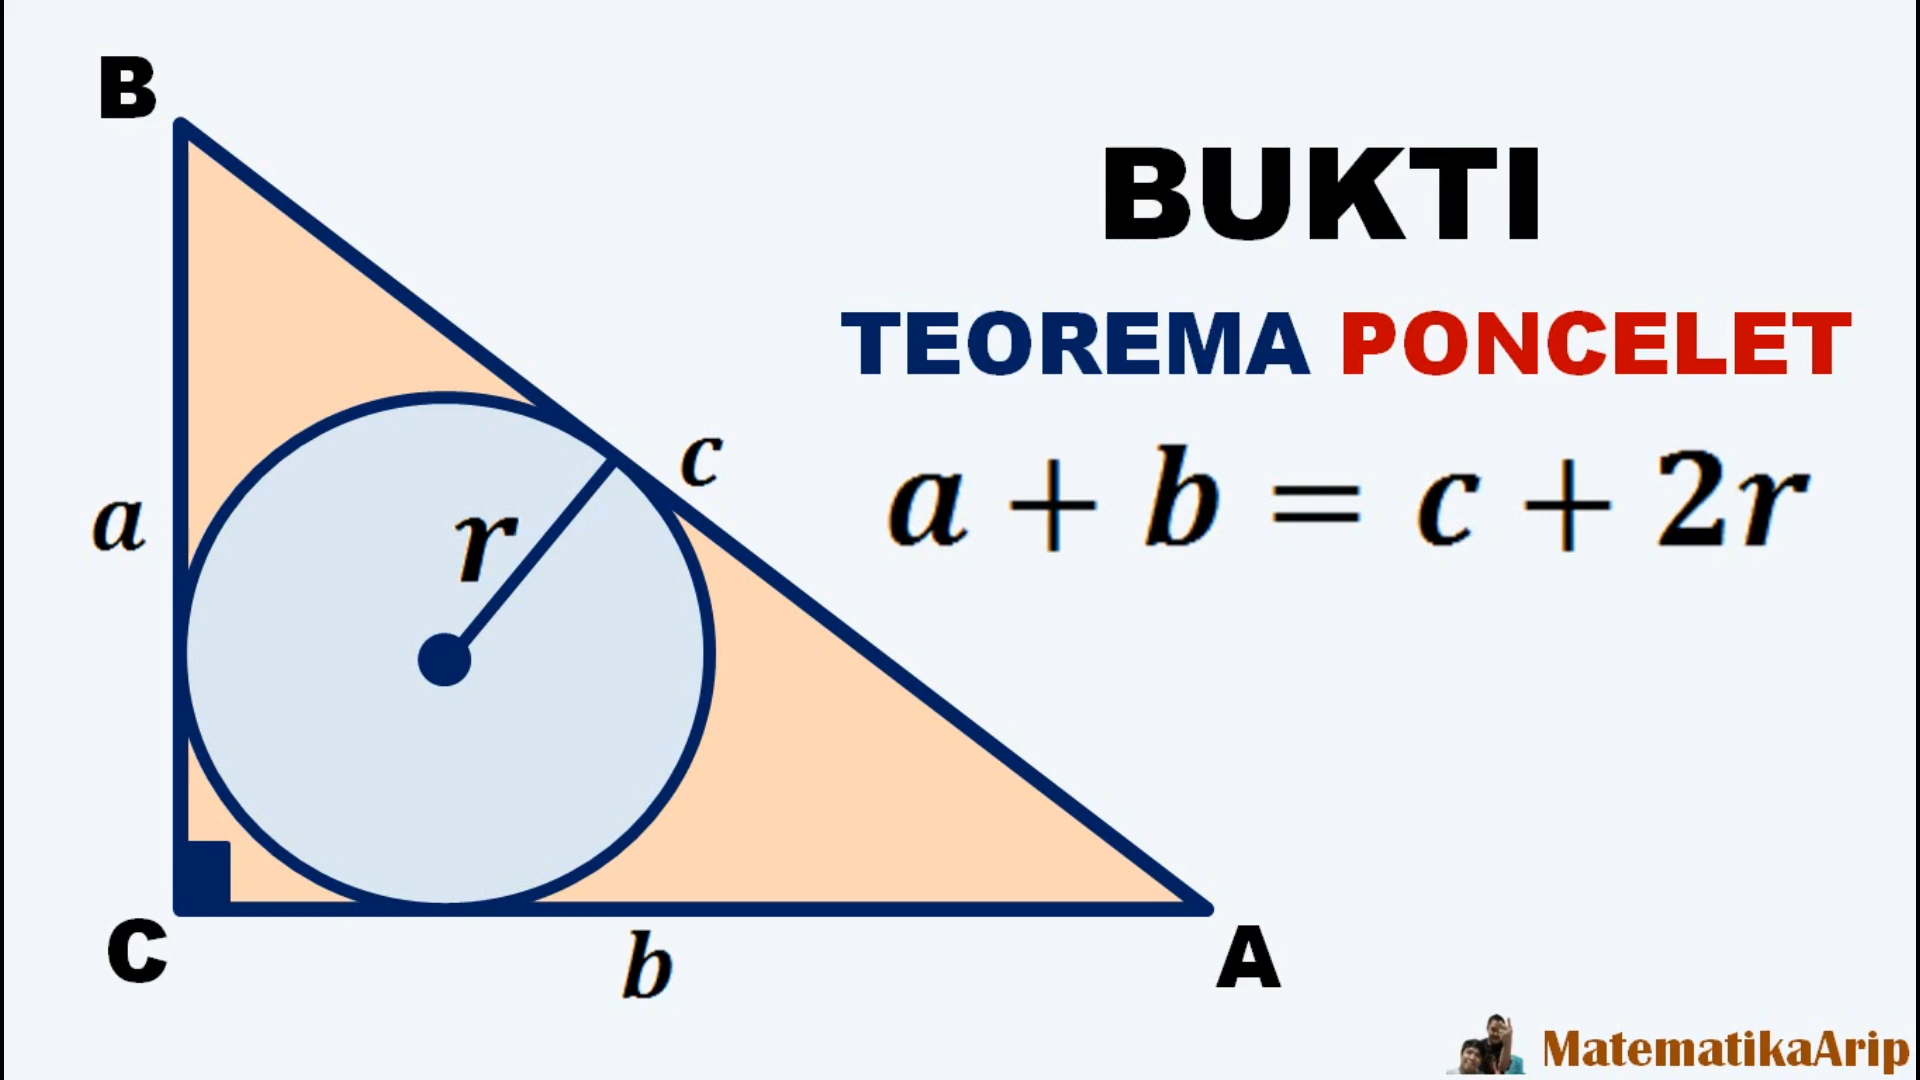 B
BUKTI
TEOREMA PONCELET
c
a + b = c + 2r
a
r
C
b
A
MatematikaArip